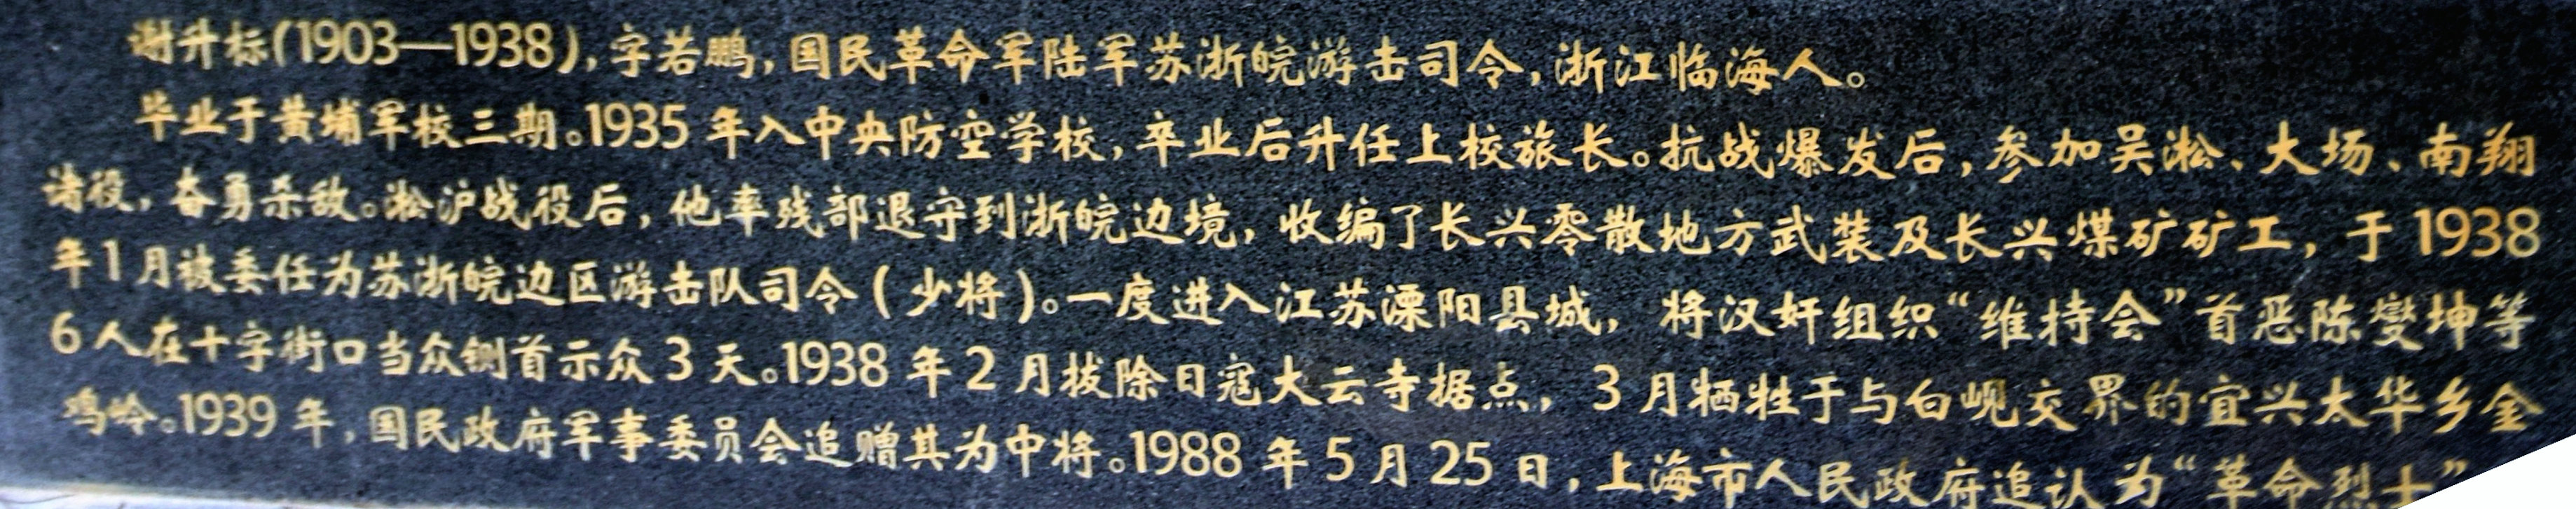 谢升标(1903—1938),字若鹏,国民革命军陆军苏浙皖游击司令,浙江临海人。
毕业于黄埔军校三期。1935年入中央防空学校,卒业后升任上校旅长。抗战爆发后,参加吴淞、大场、南翔
诸役,奋勇杀敌。淞沪战役后,他率残部退守到浙皖边境,收编了长兴零散地方武装及长兴煤矿矿工,于1938
年1月被委任为苏浙皖边区游击队司令(少将)。一度进入江苏溧阳县城,将汉奸组织“维持会”首恶陈燮坤等
6人在十字街口当众铡首示众3天。1938年2月拔除日寇大云寺据点,3月牺牲于与白岘交界的宜兴太华乡金
鸡岭。1939年,国民政府军事委员会追赠其为中将。1988年5月25日,上海市人民政府追认为“革命烈士”